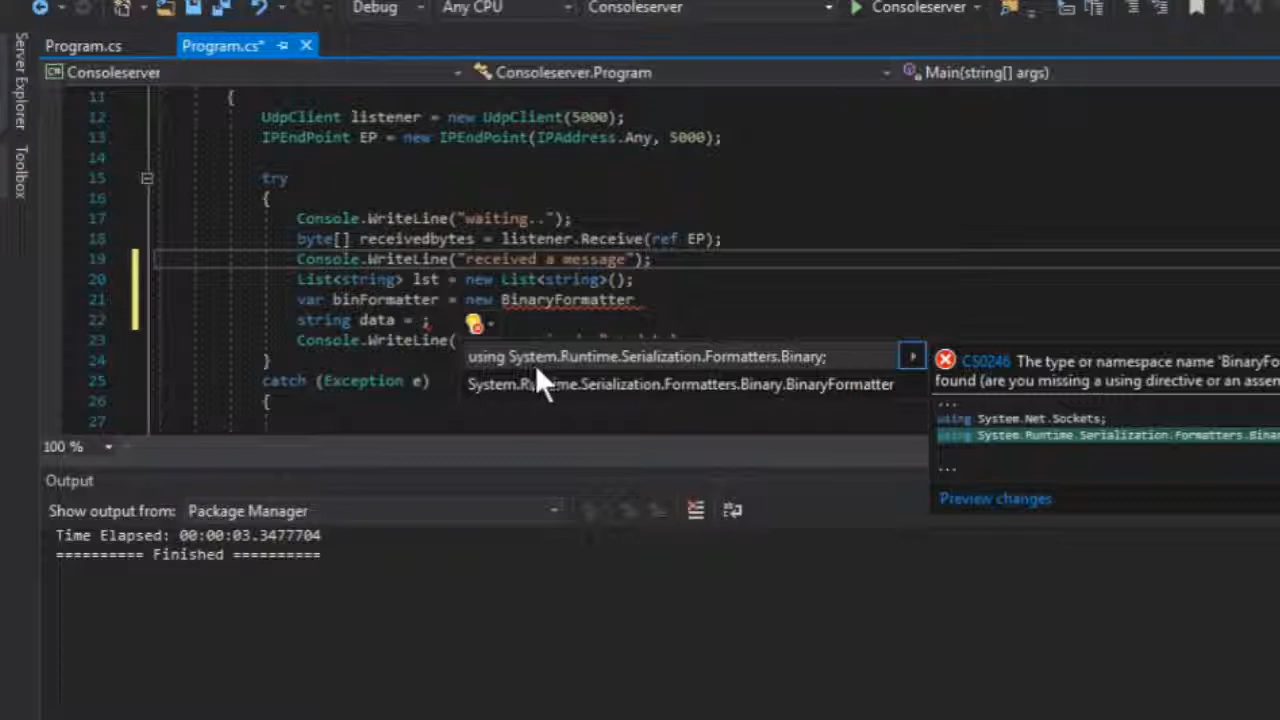 Debug Any CPU Consoleserver Consoleserver
Server Explorer
Toolbox
Program.cs Program.cs*
Consoleserver Consoleserver.Program Main(string[] args)
11 {
12 UdpClient listener = new UdpClient(5000);
13 IPEndPoint EP = new IPEndPoint(IPAddress.Any, 5000);
14
15 try
16 {
17 Console.WriteLine("waiting..");
18 byte[] receivedbytes = listener.Receive(ref EP);
19 Console.WriteLine("received a message");
20 List<string> lst = new List<string>();
21 var binFormatter = new BinaryFormatter
22 string data = ;
23 Console.WriteLine(
24 }
25 catch (Exception e)
26 {
27
using System.Runtime.Serialization.Formatters.Binary;
System.Runtime.Serialization.Formatters.Binary.BinaryFormatter
CS0246 The type or namespace name 'BinaryFo
found (are you missing a using directive or an assem
...
using System.Net.Sockets;
using System.Runtime.Serialization.Formatters.Binar
...
Preview changes
100 %
Output
Show output from: Package Manager
Time Elapsed: 00:00:03.3477704
========== Finished ==========